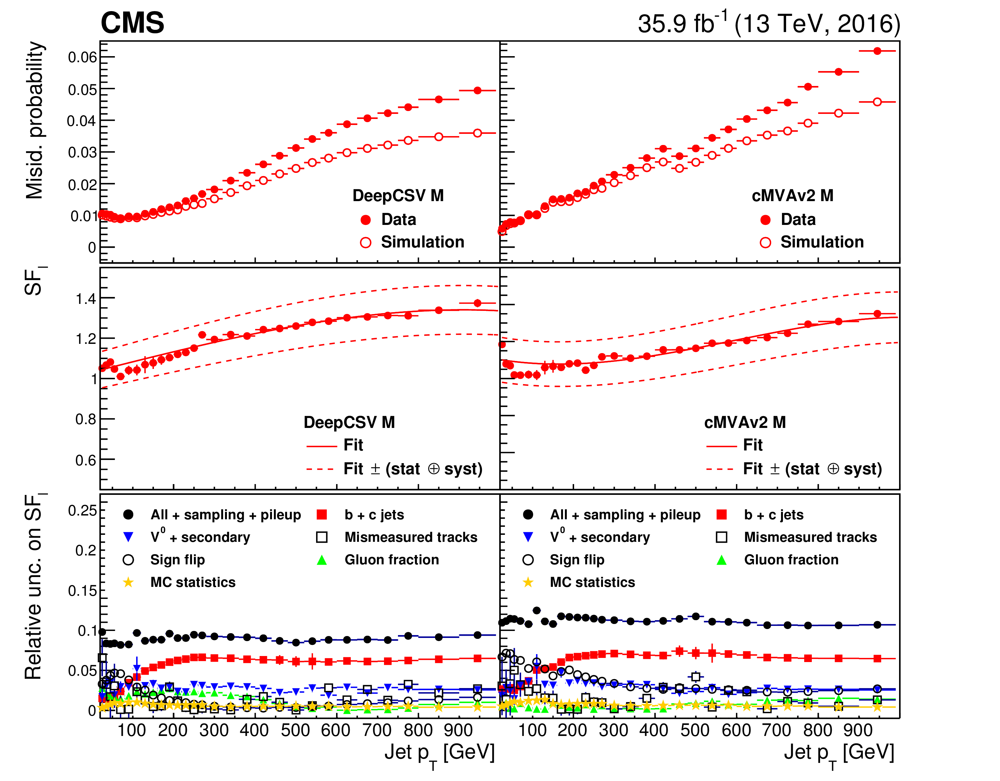 CMS
35.9 fb-1 (13 TeV, 2016)
Misid. probability
0.06
0.05
0.04
0.03
0.02
0.01
0
DeepCSV M
Data
Simulation
cMVAv2 M
Data
Simulation
SFl
1.4
1.2
1
0.8
0.6
DeepCSV M
Fit
Fit ± (stat ⊕ syst)
cMVAv2 M
Fit
Fit ± (stat ⊕ syst)
Relative unc. on SFl
0.25
0.2
0.15
0.1
0.05
0
All + sampling + pileup
b + c jets
V0 + secondary
Mismeasured tracks
Sign flip
Gluon fraction
MC statistics
All + sampling + pileup
b + c jets
V0 + secondary
Mismeasured tracks
Sign flip
Gluon fraction
MC statistics
100 200 300 400 500 600 700 800 900
100 200 300 400 500 600 700 800 900
Jet pT [GeV]
Jet pT [GeV]